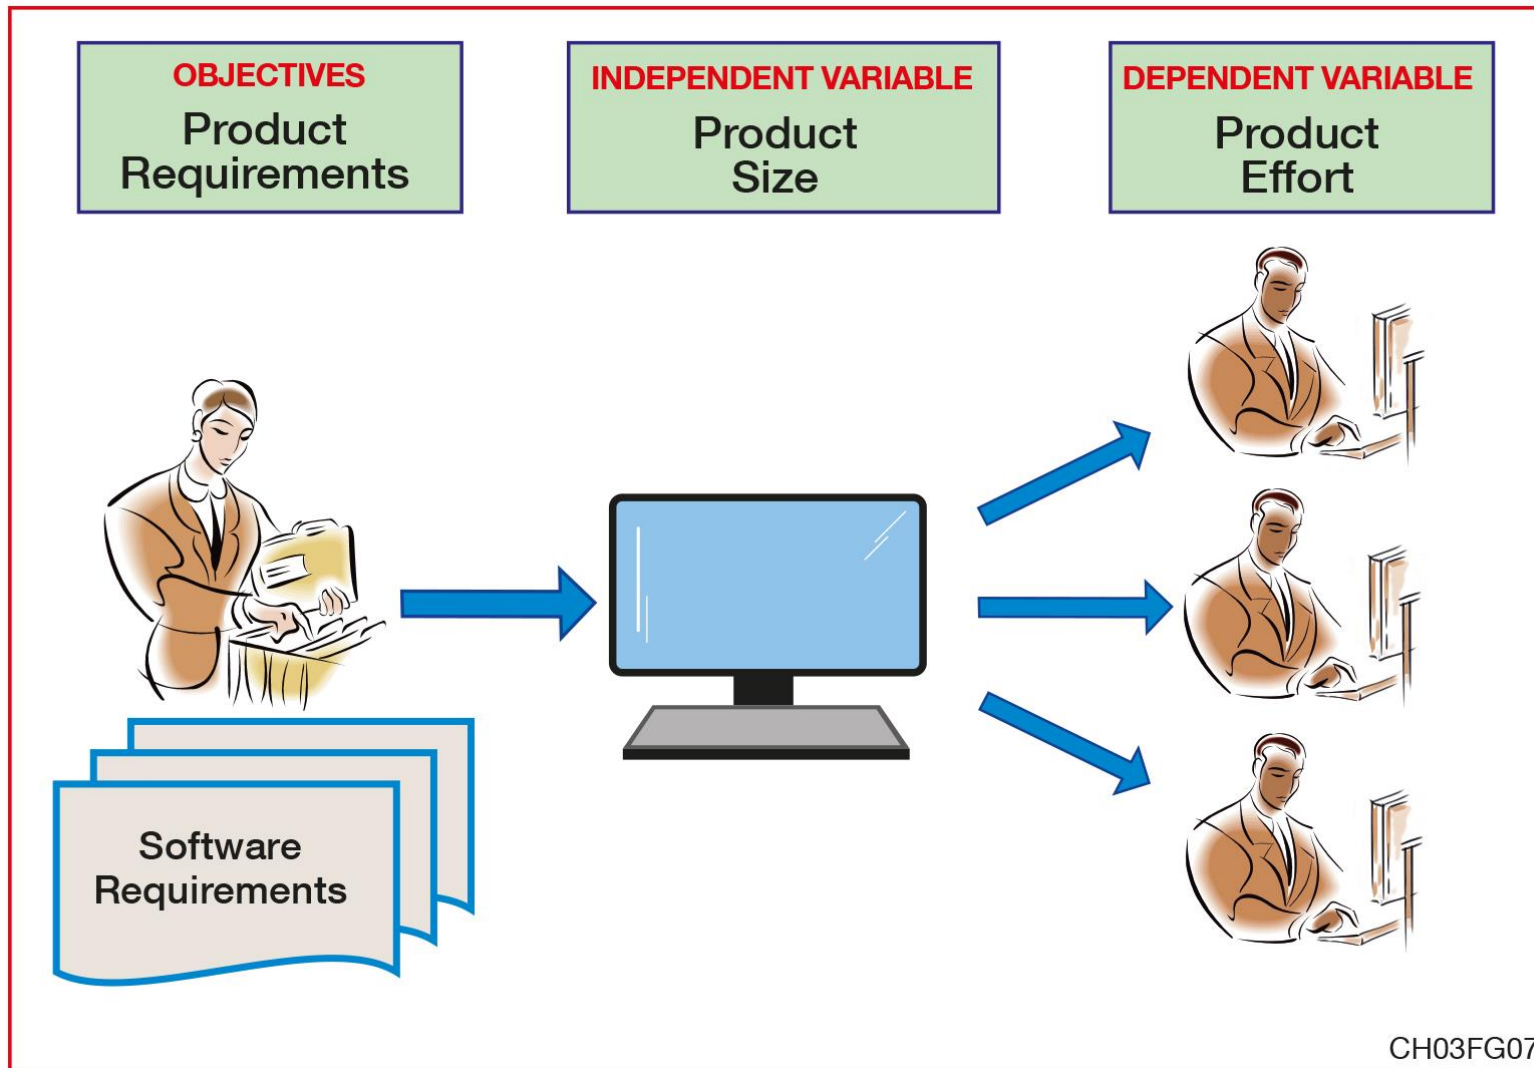 OBJECTIVES
Product
Requirements
INDEPENDENT VARIABLE
Product
Size
DEPENDENT VARIABLE
Product
Effort
Software
Requirements
CH03FG07